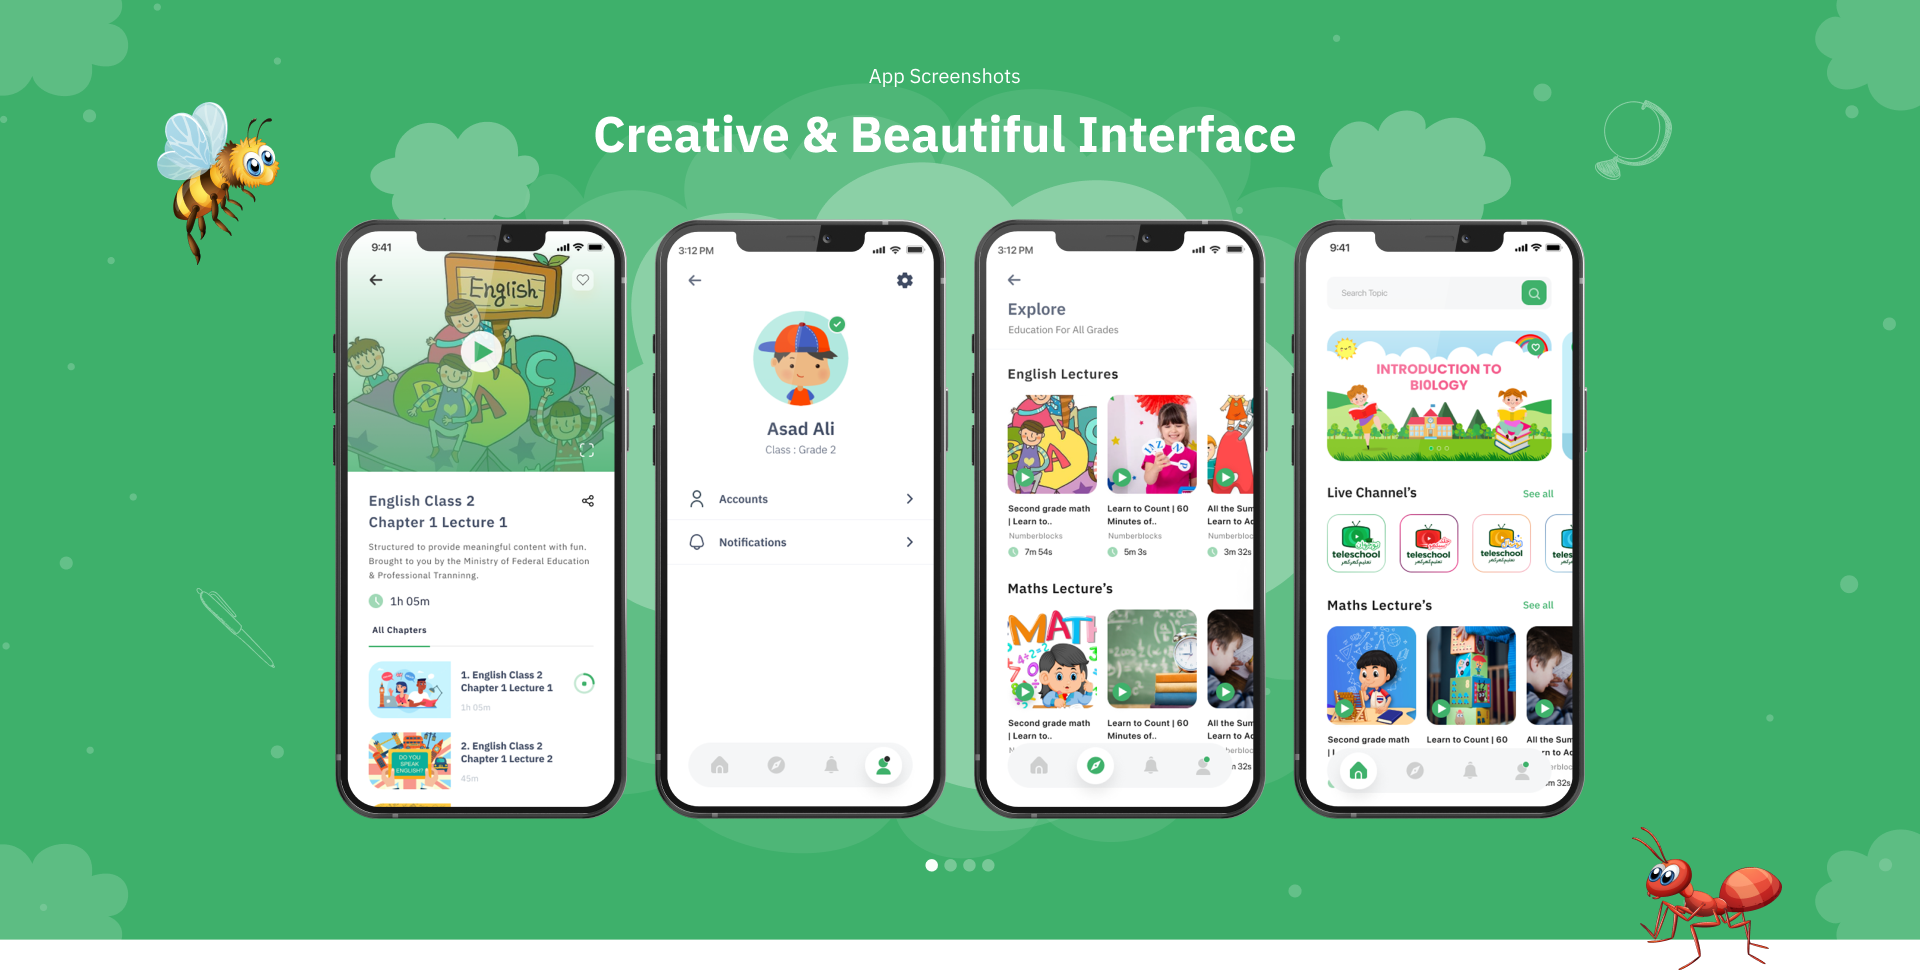 App Screenshots
Creative & Beautiful Interface
9:41
English
English Class 2
Chapter 1 Lecture 1
Structured to provide meaningful content with fun.
Brought to you by the Ministry of Federal Education
& Professional Tranninng.
1h 05m
All Chapters
1. English Class 2
Chapter 1 Lecture 1
1h 05m
2. English Class 2
Chapter 1 Lecture 2
45m
DO YOU
SPEAK
ENGLISH?
3:12 PM
Asad Ali
Class : Grade 2
Accounts
Notifications
3:12 PM
Explore
Education For All Grades
English Lectures
Second grade math
| Learn to..
Numberblocks
7m 54s
Learn to Count | 60
Minutes of..
Numberblocks
5m 3s
All the Sum
Learn to Ad
Numberblocks
3m 32s
Maths Lecture's
MATH
Second grade math
| Learn to..
Learn to Count | 60
Minutes of..
All the Sum
Learn to Ad
9:41
Search Topic
INTRODUCTION TO
BI0LOGY
Live Channel's
See all
teleschool
teleschool
teleschool
teles
Maths Lecture's
See all
Second grade math
Learn to Count | 60
All the Sum